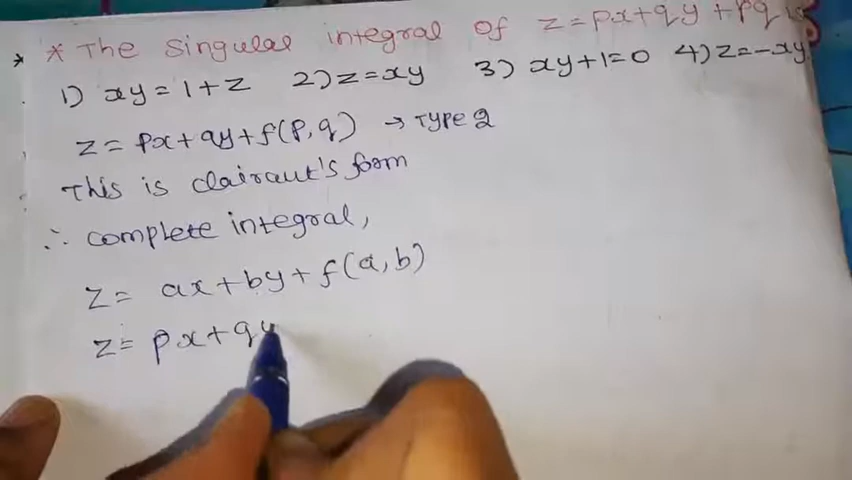 * * The singular integral of z=px+qy+pq is
1) xy=1+z 2) z=xy 3) xy+1=0 4) z=-xy
z=px+qy+f(p,q) → Type 2
This is clairaut's form
∴ complete integral,
z= ax+by+f(a,b)
z= px+qy